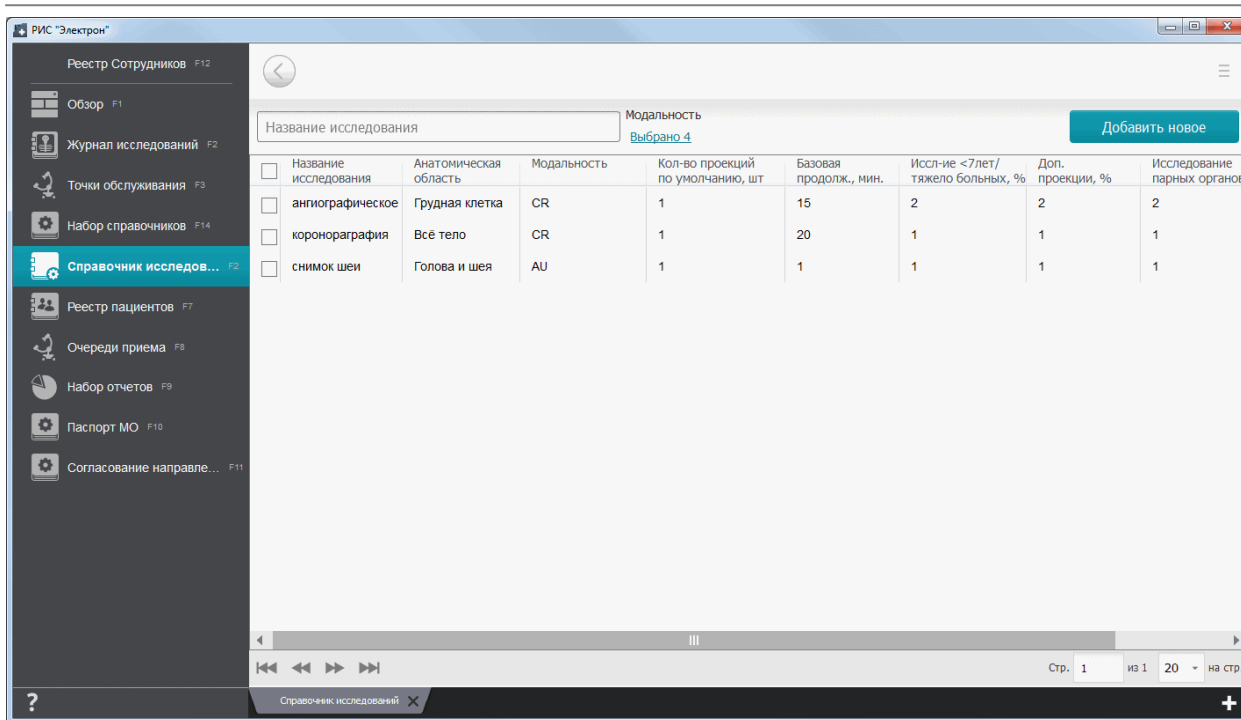 РИС "Электрон"
Реестр Сотрудников F12
Обзор F1
Журнал исследований F2
Точки обслуживания F3
Набор справочников F14
Справочник исследов... F2
Реестр пациентов F7
Очереди приема F8
Набор отчетов F9
Паспорт МО F10
Согласование направле... F11
?
Название исследования
Модальность
Выбрано 4
Добавить новое
Название исследования Анатомическая область Модальность Кол-во проекций по умолчанию, шт Базовая продолж., мин. Иссл-ие <7лет/ тяжело больных, % Доп. проекции, % Исследование парных органов
ангиографическое Грудная клетка CR 1 15 2 2 2
коронораграфия Всё тело CR 1 20 1 1 1
снимок шеи Голова и шея AU 1 1 1 1 1
Стр. 1 из 1 20 на стр
Справочник исследований